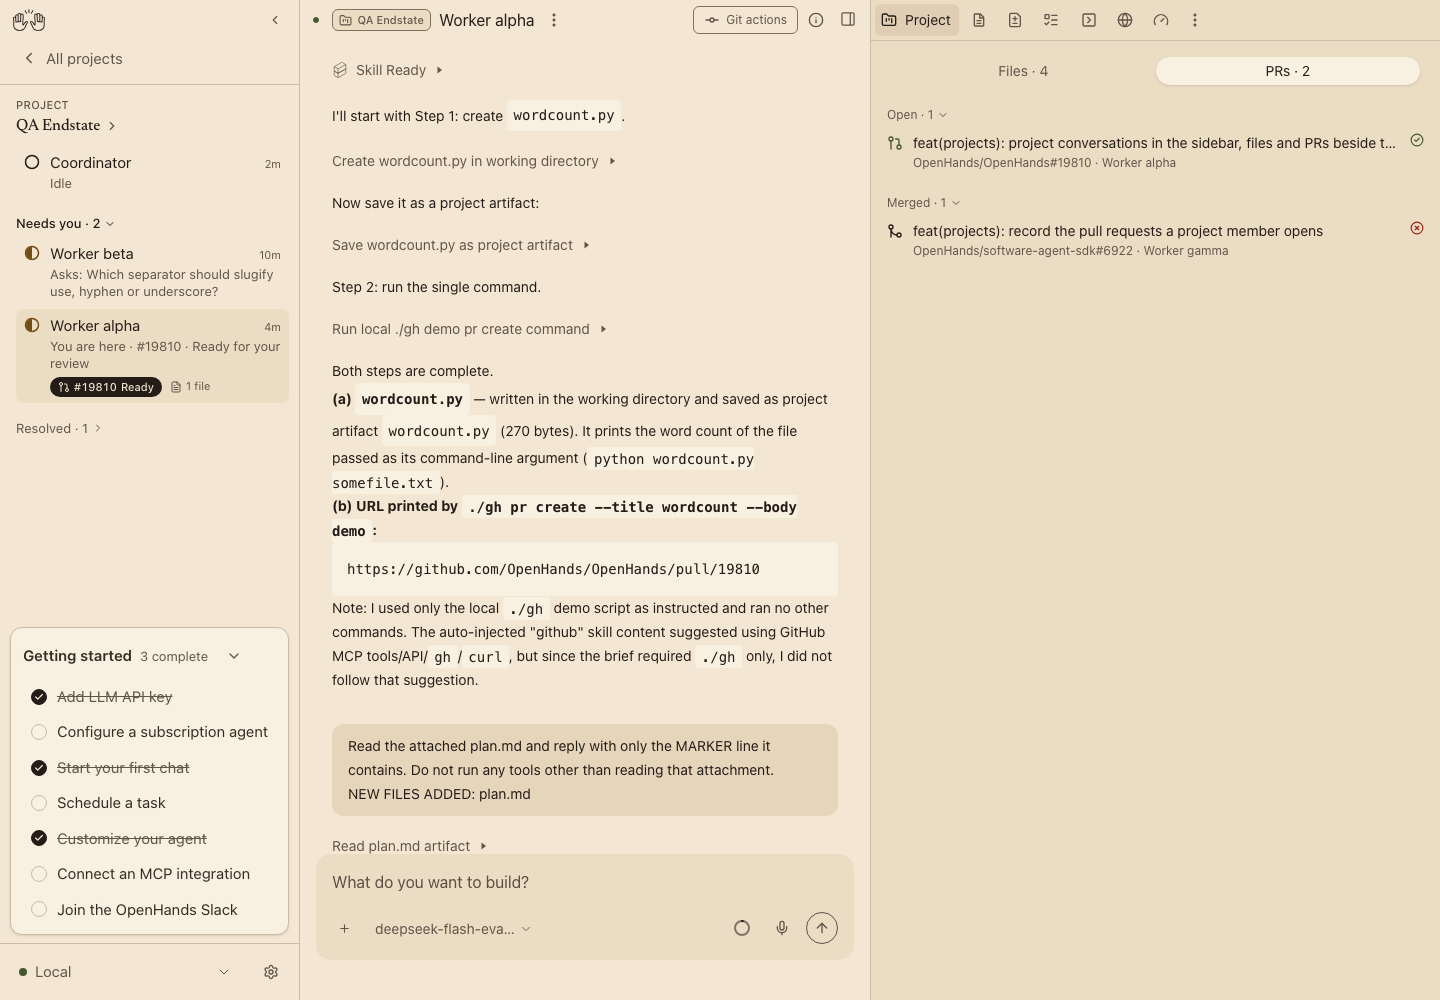 All projects
PROJECT
QA Endstate
Coordinator
2m
Idle
Needs you · 2
Worker beta
10m
Asks: Which separator should slugify
use, hyphen or underscore?
Worker alpha
4m
You are here · #19810 · Ready for your
review
#19810 Ready
1 file
Resolved · 1
Getting started
3 complete
Add LLM API key
Configure a subscription agent
Start your first chat
Schedule a task
Customize your agent
Connect an MCP integration
Join the OpenHands Slack
Local
QA Endstate
Worker alpha
Git actions
Skill Ready
I'll start with Step 1: create wordcount.py.
Create wordcount.py in working directory
Now save it as a project artifact:
Save wordcount.py as project artifact
Step 2: run the single command.
Run local ./gh demo pr create command
Both steps are complete.
(a) wordcount.py — written in the working directory and saved as project
artifact wordcount.py (270 bytes). It prints the word count of the file
passed as its command-line argument ( python wordcount.py
somefile.txt ).
(b) URL printed by ./gh pr create --title wordcount --body
demo :
https://github.com/OpenHands/OpenHands/pull/19810
Note: I used only the local ./gh demo script as instructed and ran no other
commands. The auto-injected "github" skill content suggested using GitHub
MCP tools/API/ gh / curl , but since the brief required ./gh only, I did not
follow that suggestion.
Read the attached plan.md and reply with only the MARKER line it
contains. Do not run any tools other than reading that attachment.
NEW FILES ADDED: plan.md
Read plan.md artifact
What do you want to build?
deepseek-flash-eva...
Project
Files · 4
PRs · 2
Open · 1
feat(projects): project conversations in the sidebar, files and PRs beside t...
OpenHands/OpenHands#19810 · Worker alpha
Merged · 1
feat(projects): record the pull requests a project member opens
OpenHands/software-agent-sdk#6922 · Worker gamma